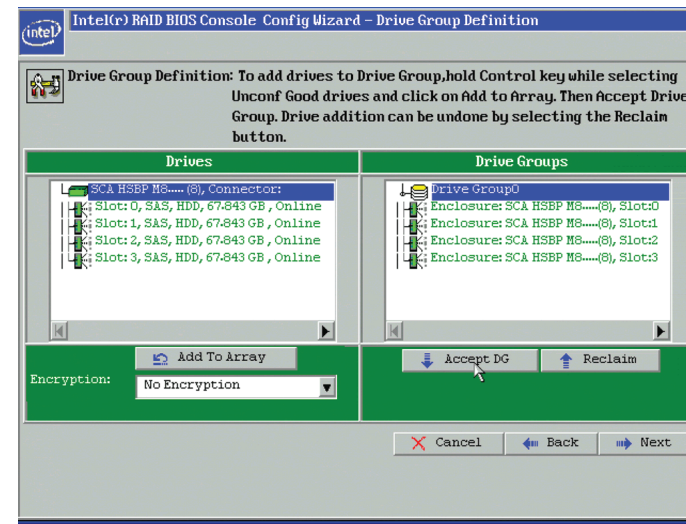 intel
Intel(r) RAID BIOS Console Config Wizard – Drive Group Definition
Drive Group Definition: To add drives to Drive Group,hold Control key while selecting
Unconf Good drives and click on Add to Array. Then Accept Drive
Group. Drive addition can be undone by selecting the Reclaim
button.
Drives
Drive Groups
SCA HSBP M8..... (8), Connector:
Slot: 0, SAS, HDD, 67.843 GB , Online
Slot: 1, SAS, HDD, 67.843 GB , Online
Slot: 2, SAS, HDD, 67.843 GB , Online
Slot: 3, SAS, HDD, 67.843 GB , Online
Drive Group0
Enclosure: SCA HSBP M8.....(8), Slot:0
Enclosure: SCA HSBP M8.....(8), Slot:1
Enclosure: SCA HSBP M8.....(8), Slot:2
Enclosure: SCA HSBP M8.....(8), Slot:3
Add To Array
Accept DG
Reclaim
Encryption:
No Encryption
Cancel
Back
Next